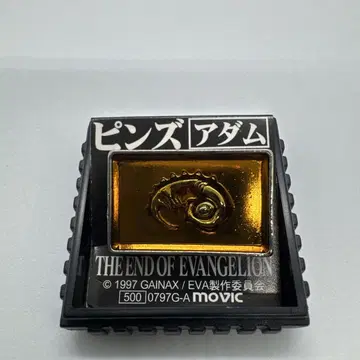 ピンズ アダム
THE END OF EVANGELION
© 1997 GAINAX / EVA製作委員会
500 0797G-A movic